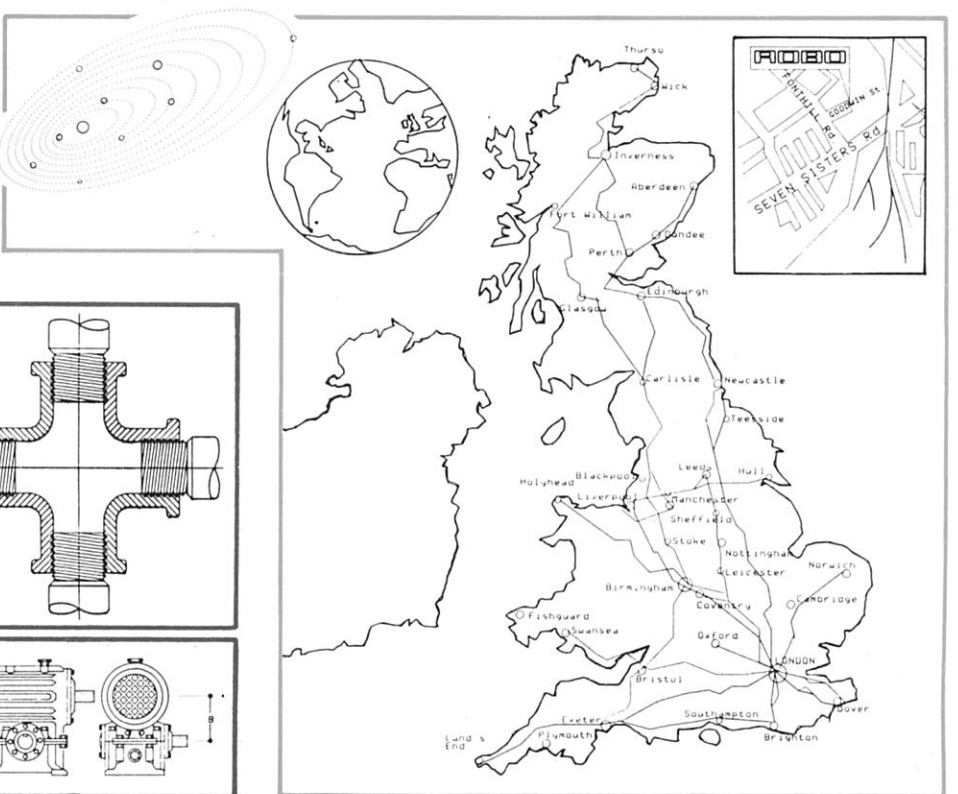 Thurso
Wick
ROBO
FONTHILL Rd
GOODWIN St.
SEVEN SISTERS Rd
Inverness
Aberdeen
Fort William
Dundee
Perth
Edinburgh
Glasgow
Carlisle
Newcastle
Teesside
Leeds
Hull
Blackpool
Holyhead
Liverpool
Manchester
Sheffield
Stoke
Nottingham
Norwich
Leicester
Birmingham
Coventry
Cambridge
Fishguard
Swansea
Oxford
LONDON
Bristol
Dover
Southampton
Exeter
Plymouth
Brighton
Land s
End
B